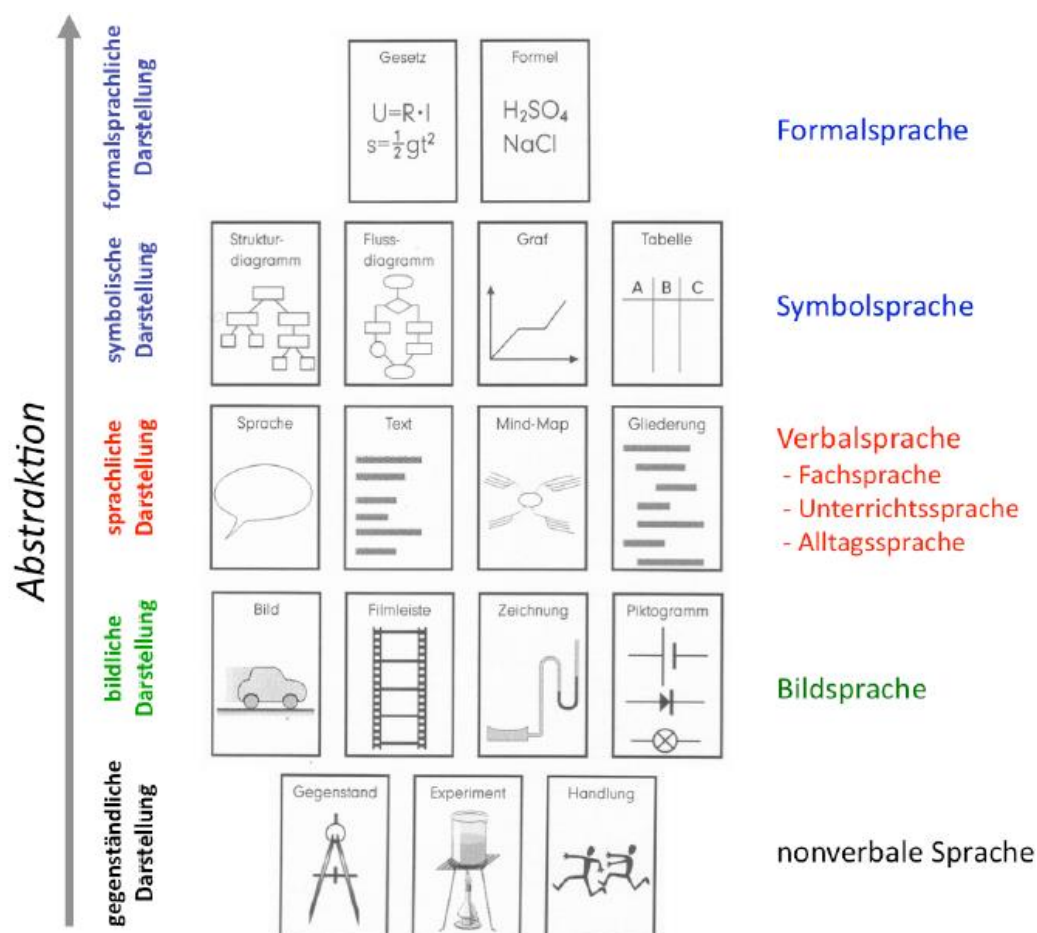 Abstraktion
formalsprachliche
Darstellung
Gesetz
U=R·I
s=½gt²
Formel
H₂SO₄
NaCl
Formalsprache
symbolische
Darstellung
Struktur-
diagramm
Fluss-
diagramm
Graf
Tabelle
A B C
Symbolsprache
sprachliche
Darstellung
Sprache
Text
Mind-Map
Gliederung
Verbalsprache
- Fachsprache
- Unterrichtssprache
- Alltagssprache
bildliche
Darstellung
Bild
Filmleiste
Zeichnung
Piktogramm
Bildsprache
gegenständliche
Darstellung
Gegenstand
Experiment
Handlung
nonverbale Sprache